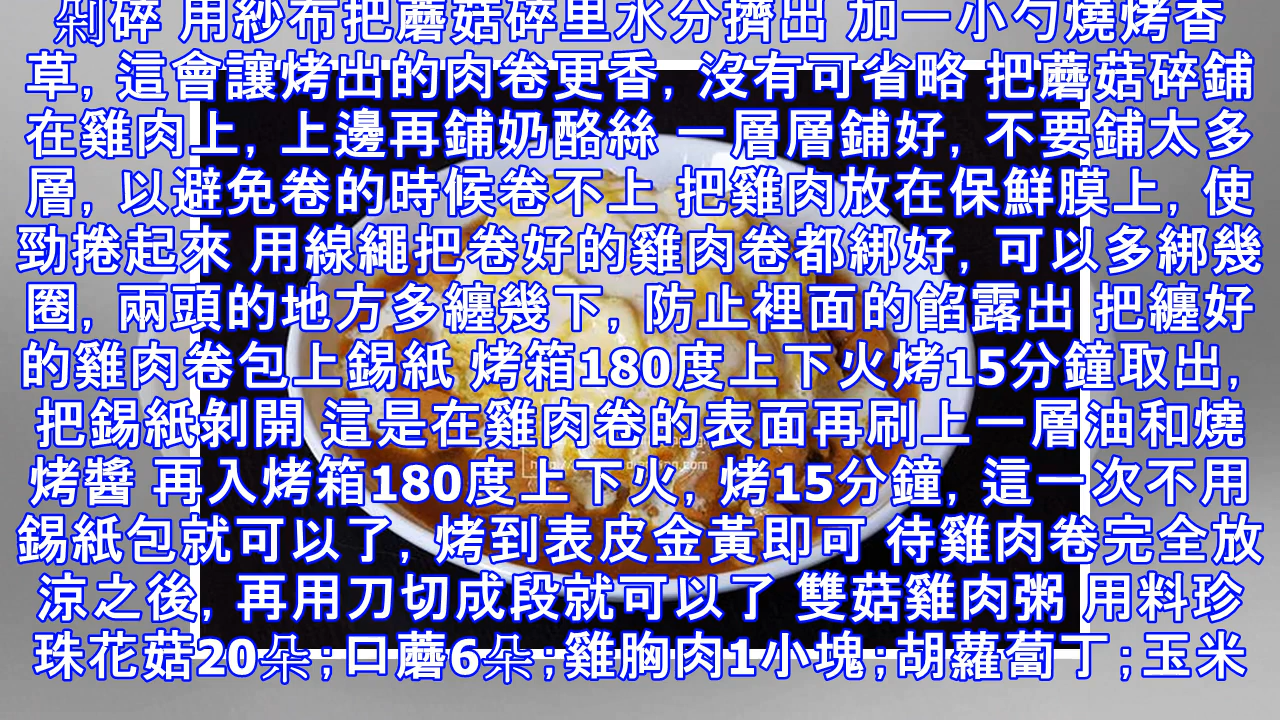 剁碎 用紗布把蘑菇碎里水分擠出 加一小勺燒烤香
草, 這會讓烤出的肉卷更香, 沒有可省略 把蘑菇碎鋪
在雞肉上, 上邊再鋪奶酪絲 一層層鋪好, 不要鋪太多
層, 以避免卷的時候卷不上 把雞肉放在保鮮膜上, 使
勁捲起來 用線繩把卷好的雞肉卷都綁好, 可以多綁幾
圈, 兩頭的地方多纏幾下, 防止裡面的餡露出 把纏好
的雞肉卷包上錫紙 烤箱180度上下火烤15分鐘取出,
把錫紙剝開 這是在雞肉卷的表面再刷上一層油和燒
烤醬 再入烤箱180度上下火, 烤15分鐘, 這一次不用
錫紙包就可以了, 烤到表皮金黃即可 待雞肉卷完全放
涼之後, 再用刀切成段就可以了 雙菇雞肉粥 用料珍
珠花菇20朵;口蘑6朵;雞胸肉1小塊;胡蘿蔔丁;玉米